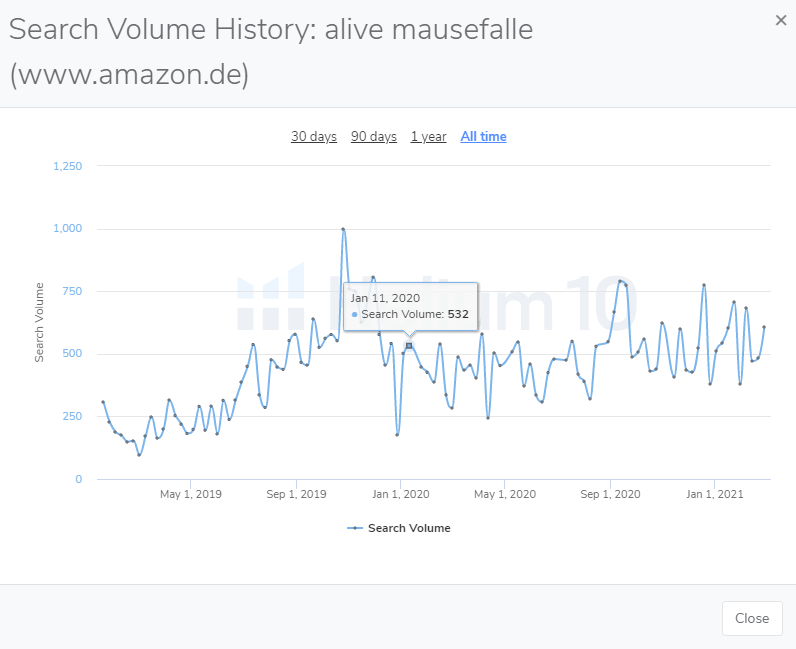 Search Volume History: alive mausefalle
(www.amazon.de)
×
30 days 90 days 1 year All time
1,250
1,000
750
500
250
0
Search Volume
Jan 11, 2020
Search Volume: 532
10
May 1, 2019 Sep 1, 2019 Jan 1, 2020 May 1, 2020 Sep 1, 2020 Jan 1, 2021
Search Volume
Close